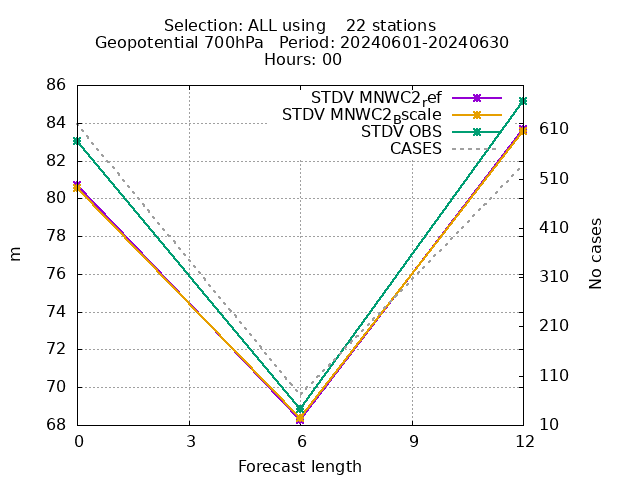 Selection: ALL using    22 stations
Geopotential 700hPa   Period: 20240601-20240630
Hours: 00
STDV MNWC2ref
STDV MNWC2Bscale
STDV OBS
CASES
86
84
82
80
78
76
74
72
70
68
m
610
510
410
310
210
110
10
No cases
0
3
6
9
12
Forecast length